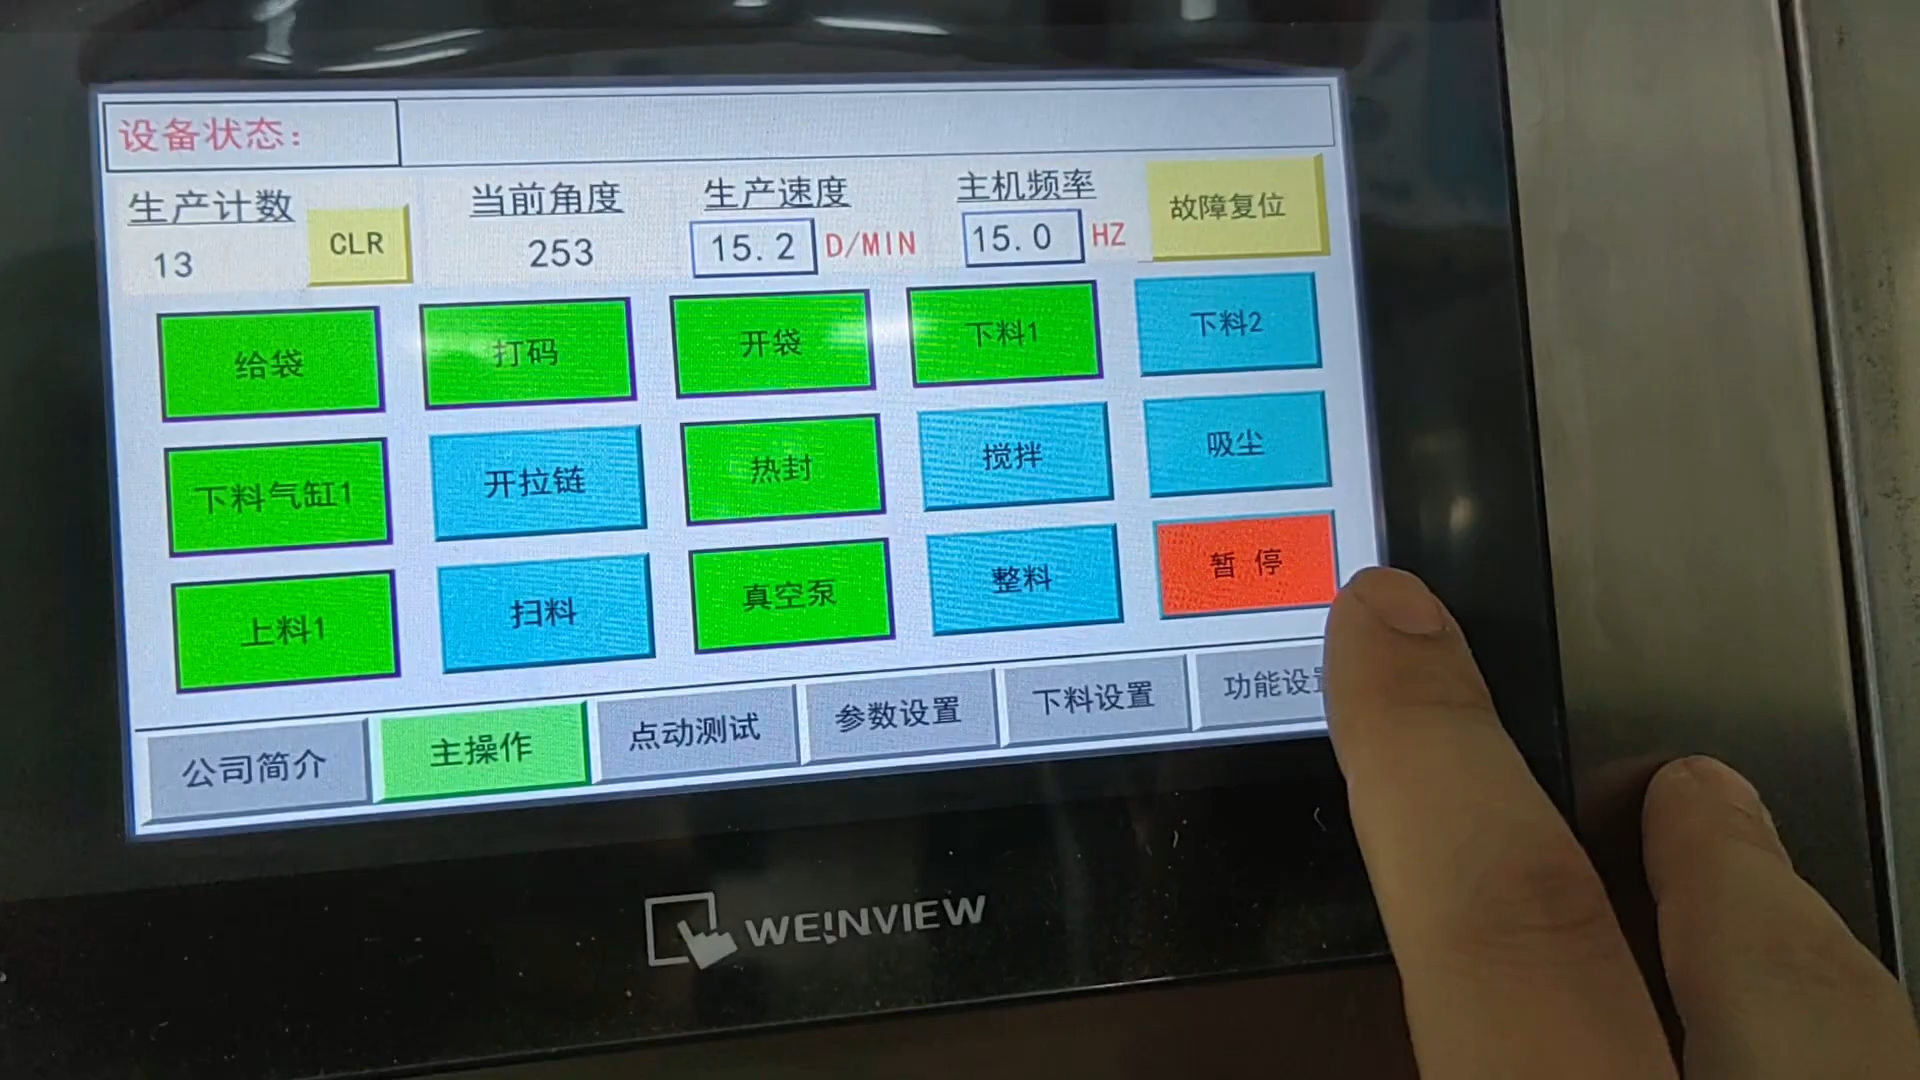 设备状态:
生产计数 当前角度 生产速度 主机频率 故障复位
13 CLR 253 15.2 D/MIN 15.0 HZ
给袋 打码 开袋 下料1 下料2
下料气缸1 开拉链 热封 搅拌 吸尘
上料1 扫料 真空泵 整料 暂停
公司简介 主操作 点动测试 参数设置 下料设置 功能设
WEINVIEW